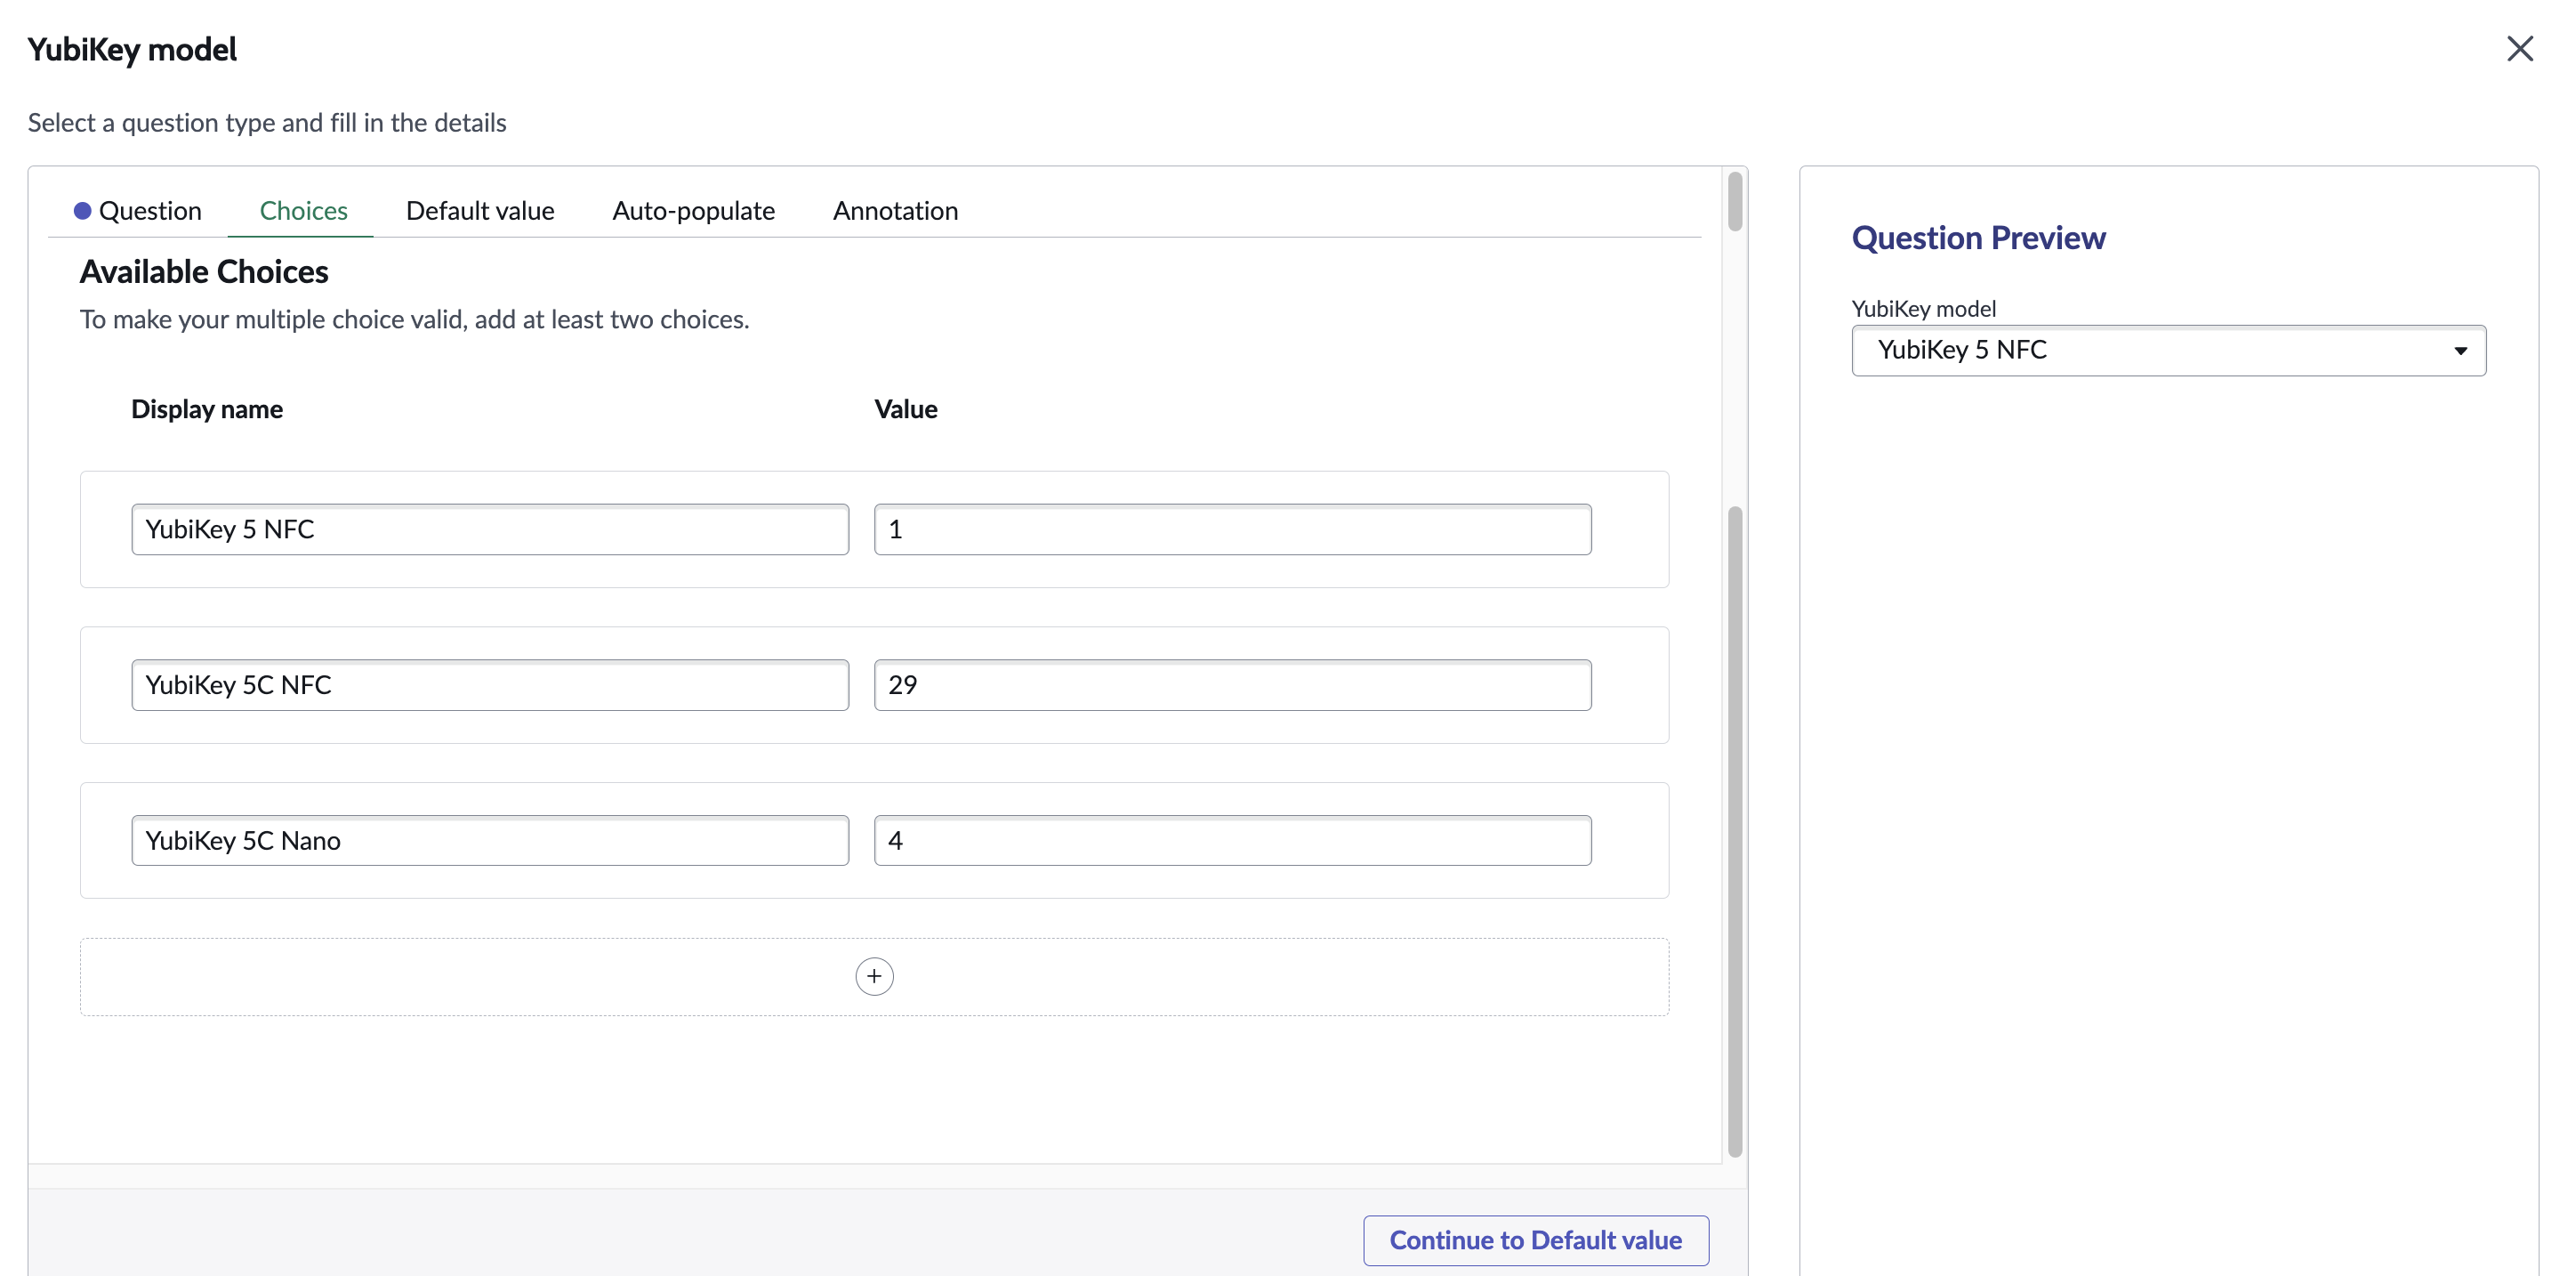 YubiKey model
Select a question type and fill in the details
Question Choices Default value Auto-populate Annotation
Available Choices
To make your multiple choice valid, add at least two choices.
Display name Value
YubiKey 5 NFC 1
YubiKey 5C NFC 29
YubiKey 5C Nano 4
Continue to Default value
Question Preview
YubiKey model
YubiKey 5 NFC